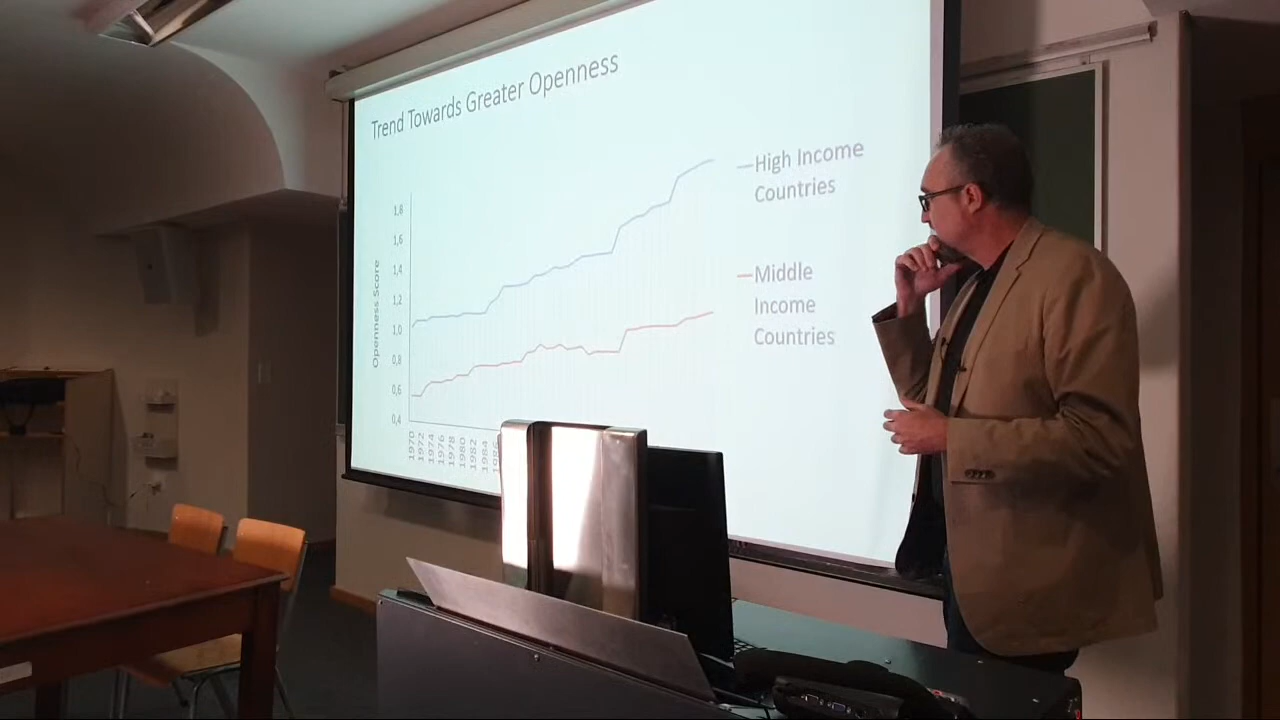 Trend Towards Greater Openness
High Income
Countries
Middle
Income
Countries
Openness Score
1,8
1,6
1,4
1,2
1,0
0,8
0,6
0,4
1970
1972
1974
1976
1978
1980
1982
1984
1986